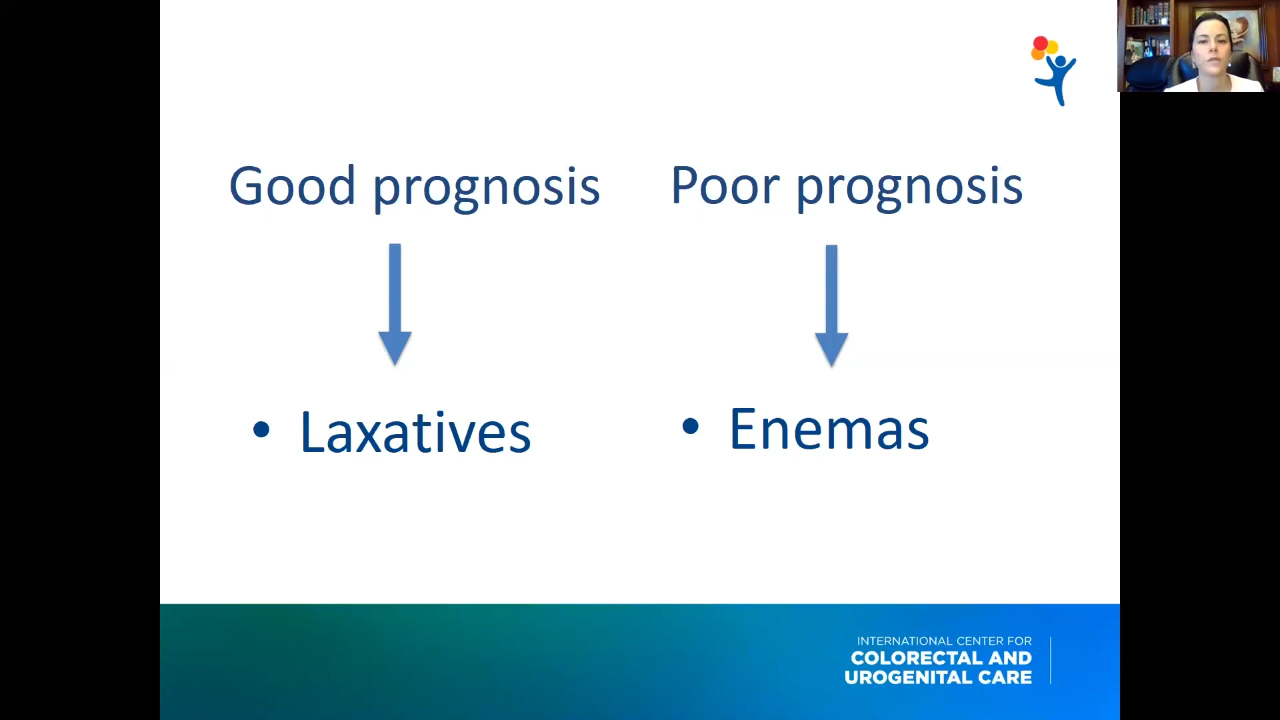 Good prognosis
Poor prognosis
• Laxatives
• Enemas
INTERNATIONAL CENTER FOR
COLORECTAL AND
UROGENITAL CARE